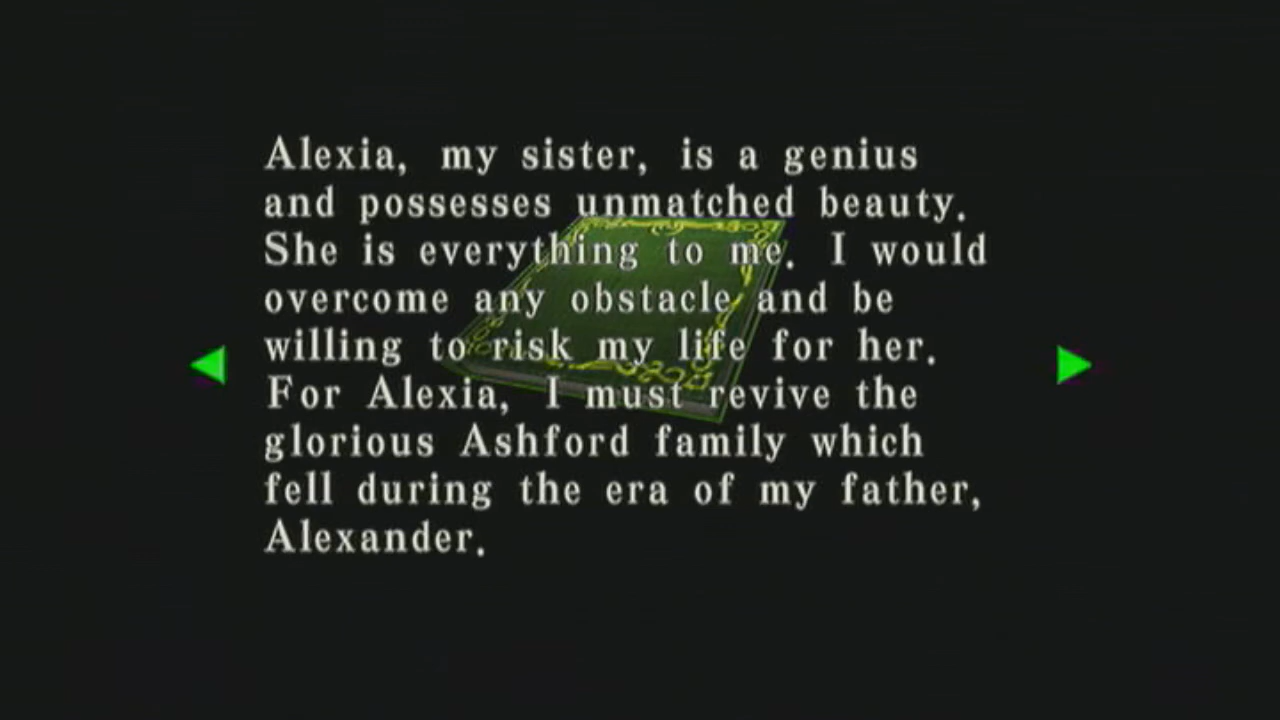 Alexia, my sister, is a genius
and possesses unmatched beauty.
She is everything to me. I would
overcome any obstacle and be
willing to risk my life for her.
For Alexia, I must revive the
glorious Ashford family which
fell during the era of my father,
Alexander.